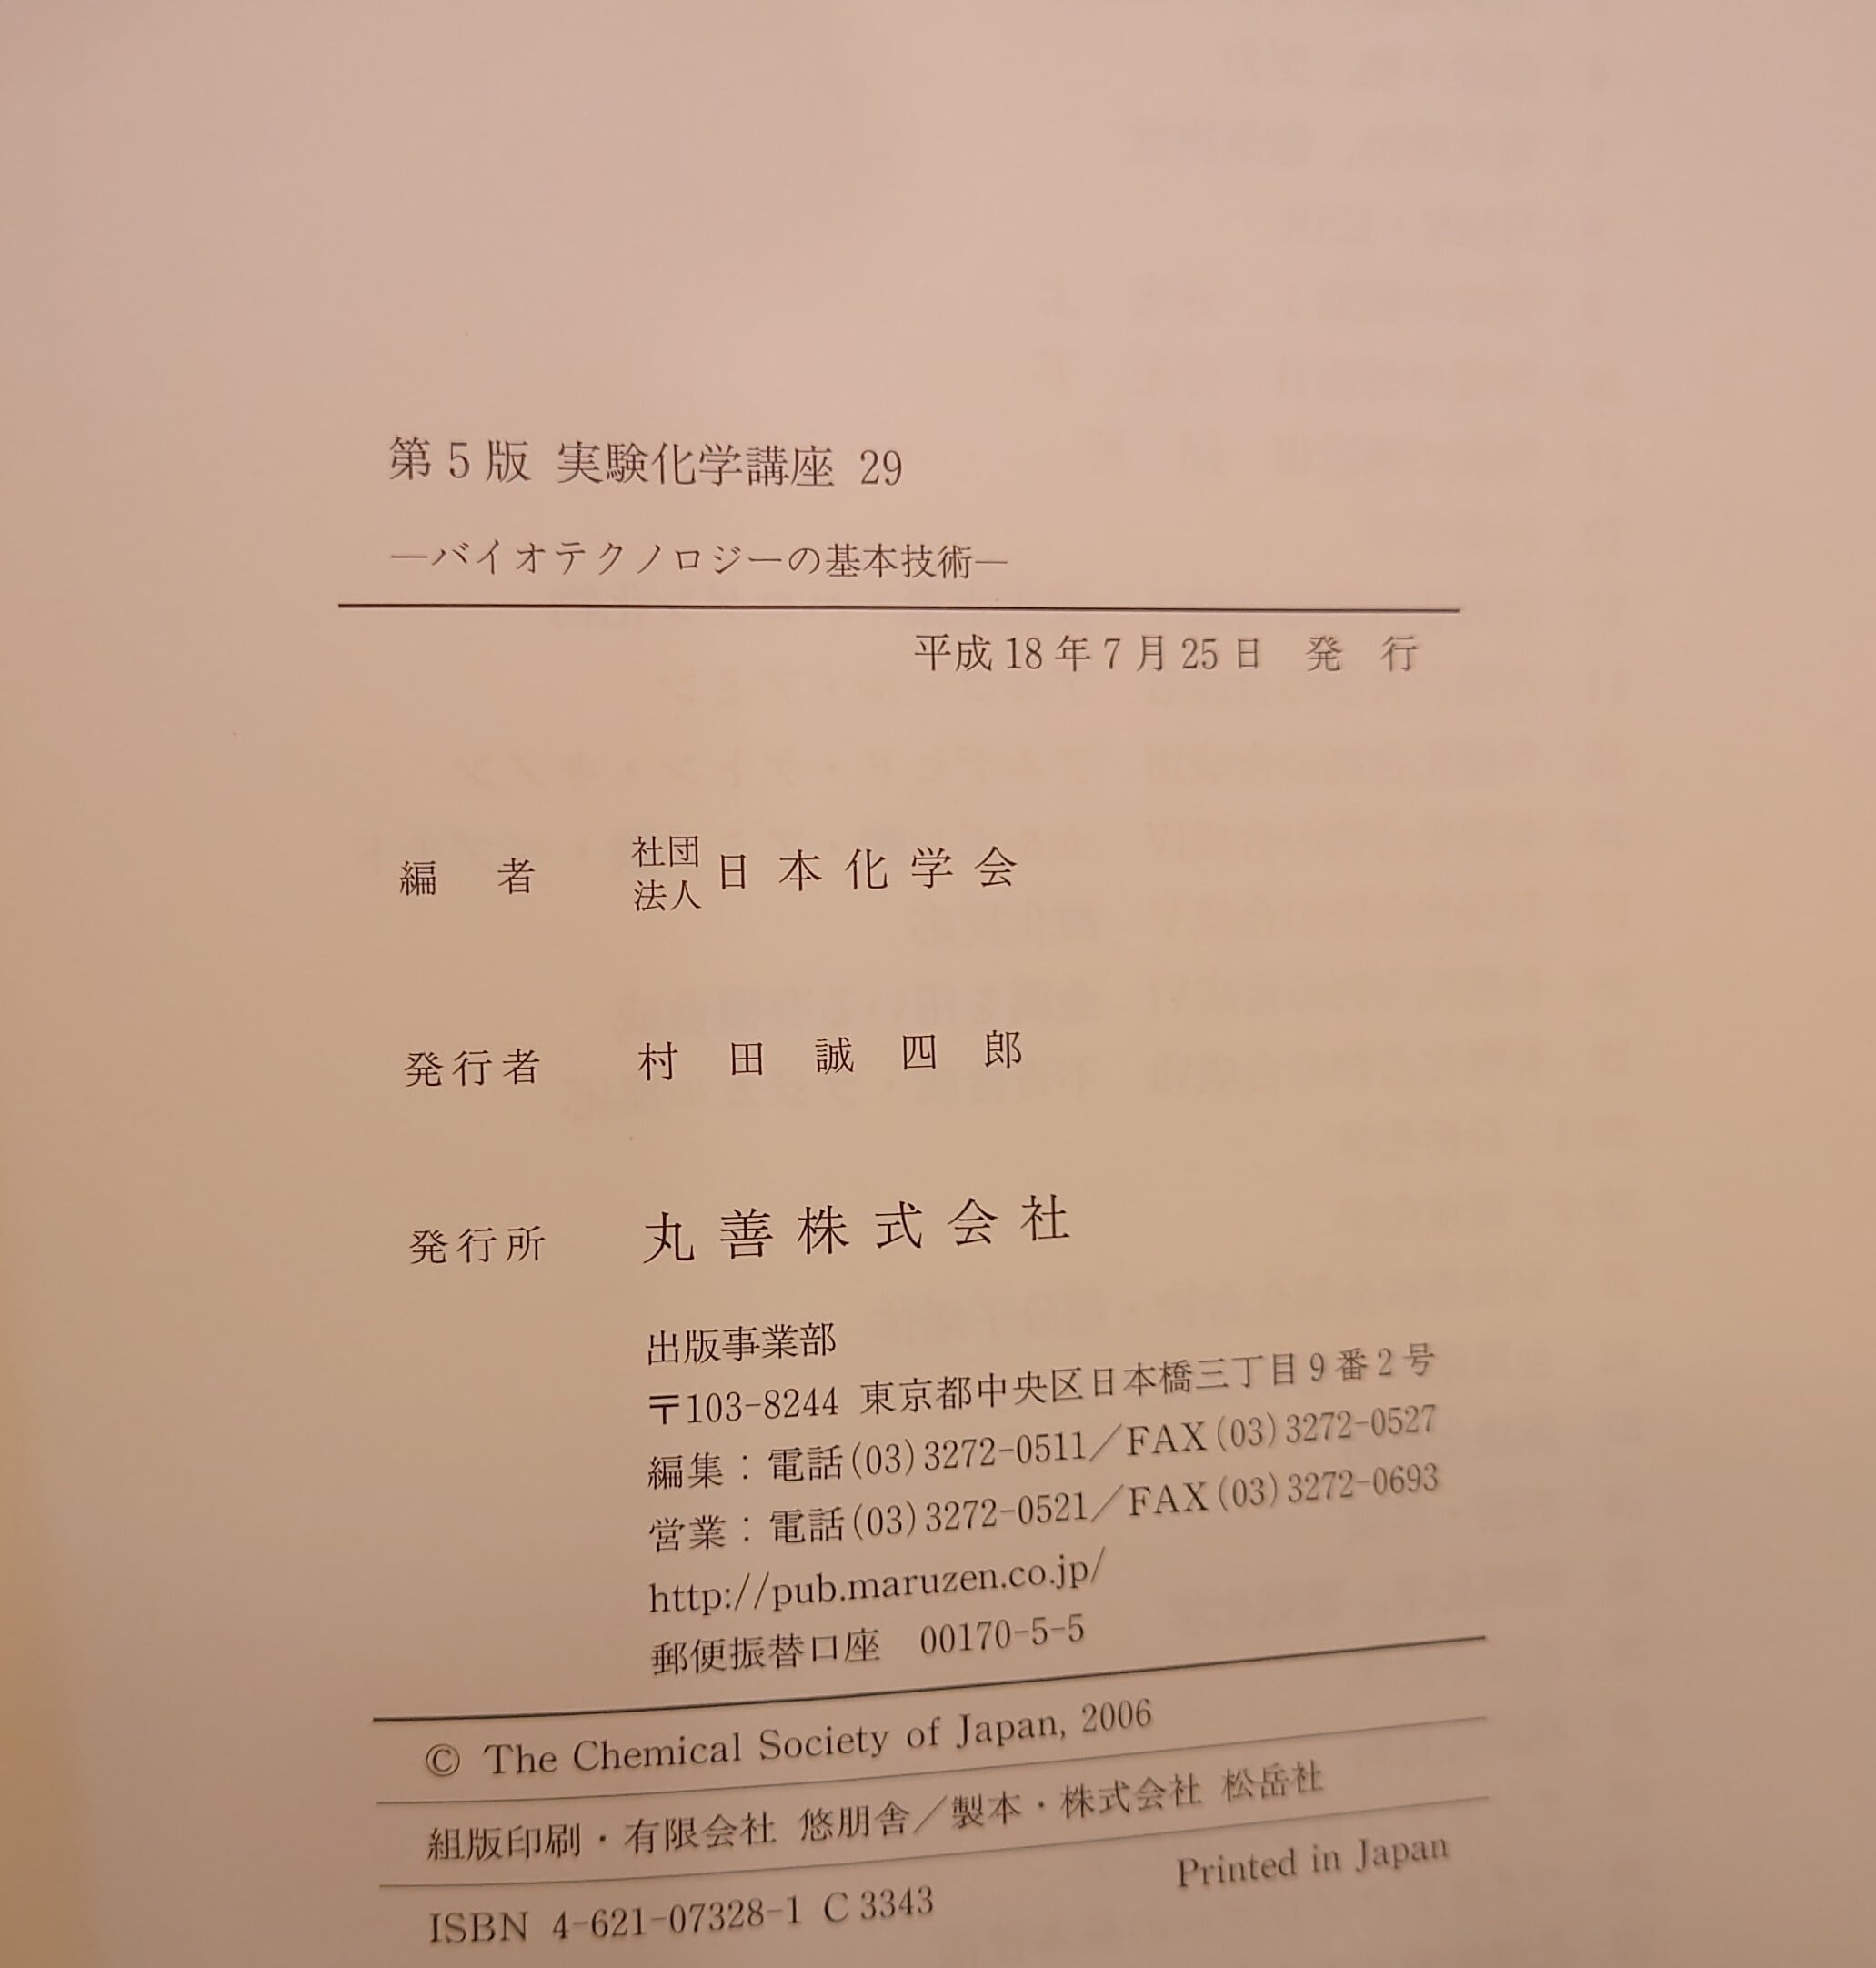 第5版 実験化学講座 29
―バイオテクノロジーの基本技術―
平成18年7月25日 発 行
編 者 社団法人 日本化学会
発行者 村田誠四郎
発行所 丸善株式会社
出版事業部
〒103-8244 東京都中央区日本橋三丁目9番2号
編集：電話(03)3272-0511／FAX(03)3272-0527
営業：電話(03)3272-0521／FAX(03)3272-0693
http://pub.maruzen.co.jp/
郵便振替口座 00170-5-5
© The Chemical Society of Japan, 2006
組版印刷・有限会社 悠朋舎／製本・株式会社 松岳社
ISBN 4-621-07328-1 C3343
Printed in Japan